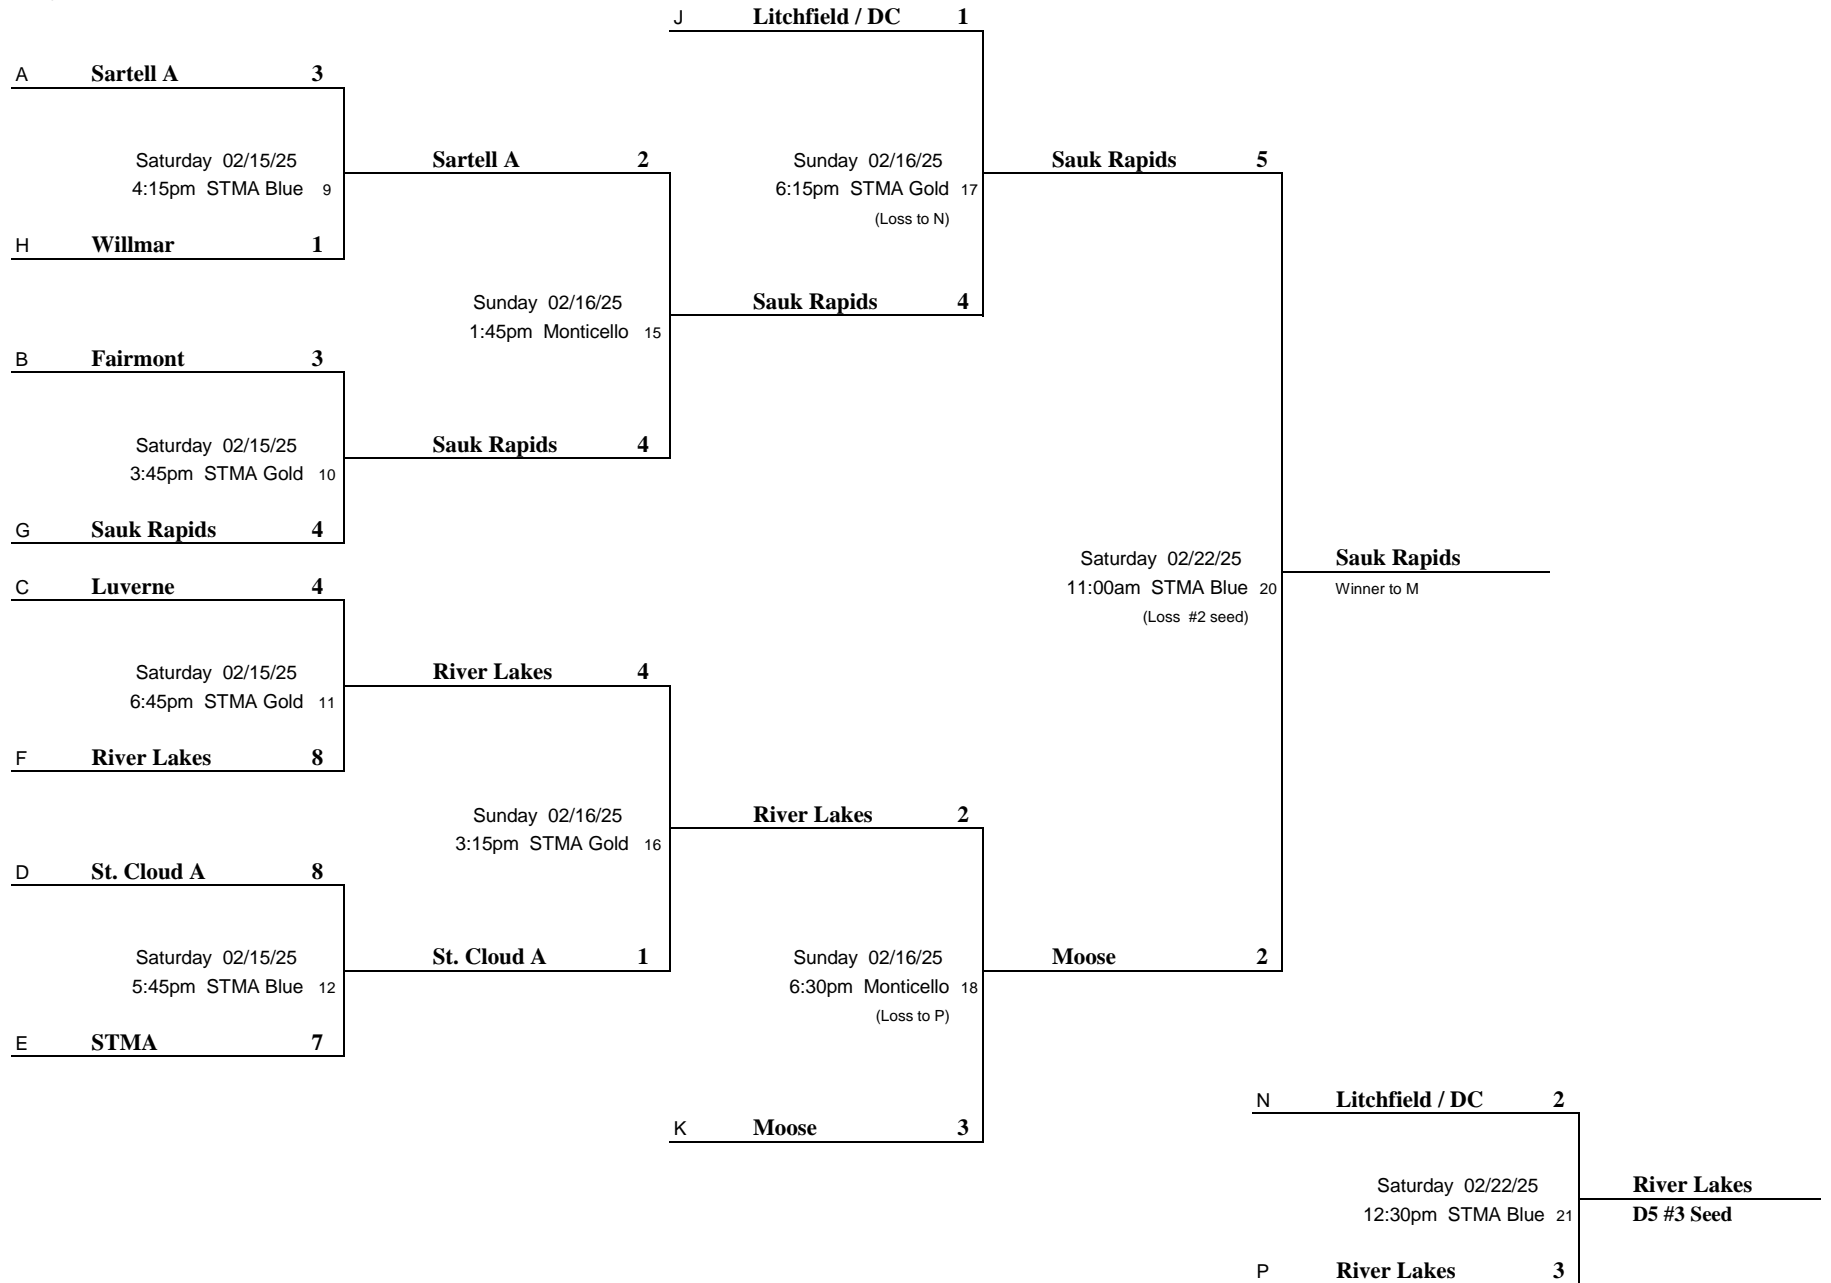 J Litchfield / DC 1
A Sartell A 3
Saturday 02/15/25 Sartell A 2 Sunday 02/16/25 Sauk Rapids 5
4:15pm STMA Blue 9 6:15pm STMA Gold 17
(Loss to N)
H Willmar 1
Sunday 02/16/25 Sauk Rapids 4
1:45pm Monticello 15
B Fairmont 3
Saturday 02/15/25 Sauk Rapids 4
3:45pm STMA Gold 10
G Sauk Rapids 4
Saturday 02/22/25 Sauk Rapids
C Luverne 4 11:00am STMA Blue 20 Winner to M
(Loss #2 seed)
Saturday 02/15/25 River Lakes 4
6:45pm STMA Gold 11
F River Lakes 8
Sunday 02/16/25 River Lakes 2
3:15pm STMA Gold 16
D St. Cloud A 8
Saturday 02/15/25 St. Cloud A 1 Sunday 02/16/25 Moose 2
5:45pm STMA Blue 12 6:30pm Monticello 18
(Loss to P)
E STMA 7
N Litchfield / DC 2
K Moose 3
Saturday 02/22/25 River Lakes
12:30pm STMA Blue 21 D5 #3 Seed
P River Lakes 3